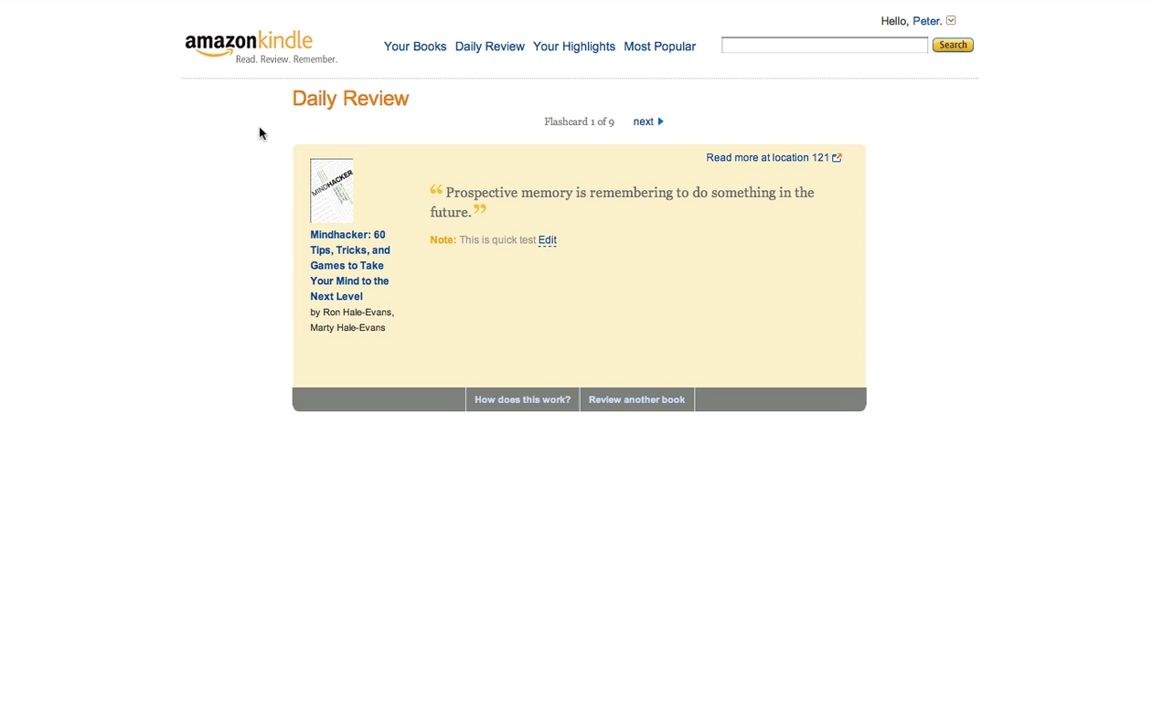 Hello, Peter.
amazonkindle
Read. Review. Remember.
Your Books Daily Review Your Highlights Most Popular
Search
Daily Review
Flashcard 1 of 9 next
Read more at location 121
MINDHACKER
“ Prospective memory is remembering to do something in the
future. ”
Note: This is quick test Edit
Mindhacker: 60
Tips, Tricks, and
Games to Take
Your Mind to the
Next Level
by Ron Hale-Evans,
Marty Hale-Evans
How does this work? Review another book